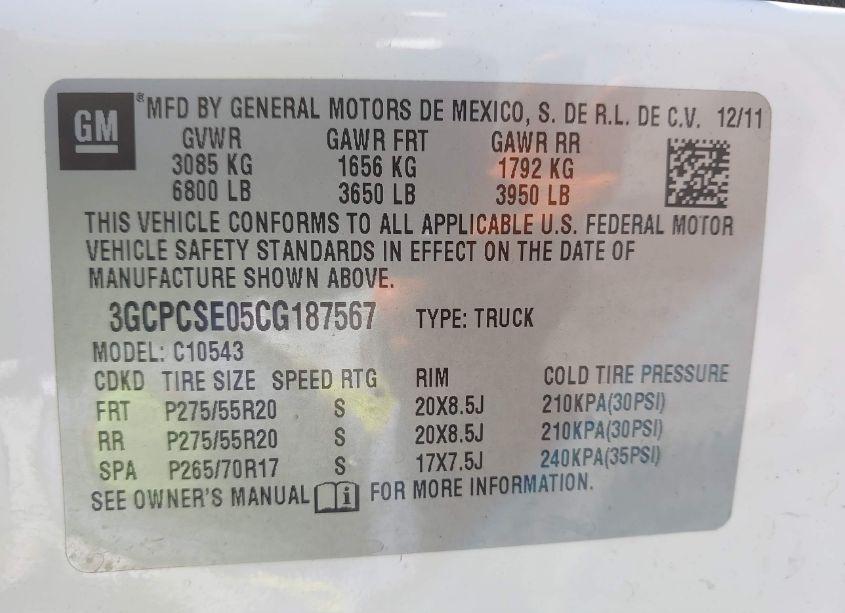 GM
®MFD BY GENERAL MOTORS DE MEXICO, S. DE R.L. DE C.V. 12/11
GVWR GAWR FRT GAWR RR
3085 KG 1656 KG 1792 KG
6800 LB 3650 LB 3950 LB
THIS VEHICLE CONFORMS TO ALL APPLICABLE U.S. FEDERAL MOTOR
VEHICLE SAFETY STANDARDS IN EFFECT ON THE DATE OF
MANUFACTURE SHOWN ABOVE.
3GCPCSE05CG187567 TYPE: TRUCK
MODEL: C10543
CDKD TIRE SIZE SPEED RTG RIM COLD TIRE PRESSURE
FRT P275/55R20 S 20X8.5J 210KPA(30PSI)
RR P275/55R20 S 20X8.5J 210KPA(30PSI)
SPA P265/70R17 S 17X7.5J 240KPA(35PSI)
SEE OWNER'S MANUAL i FOR MORE INFORMATION.